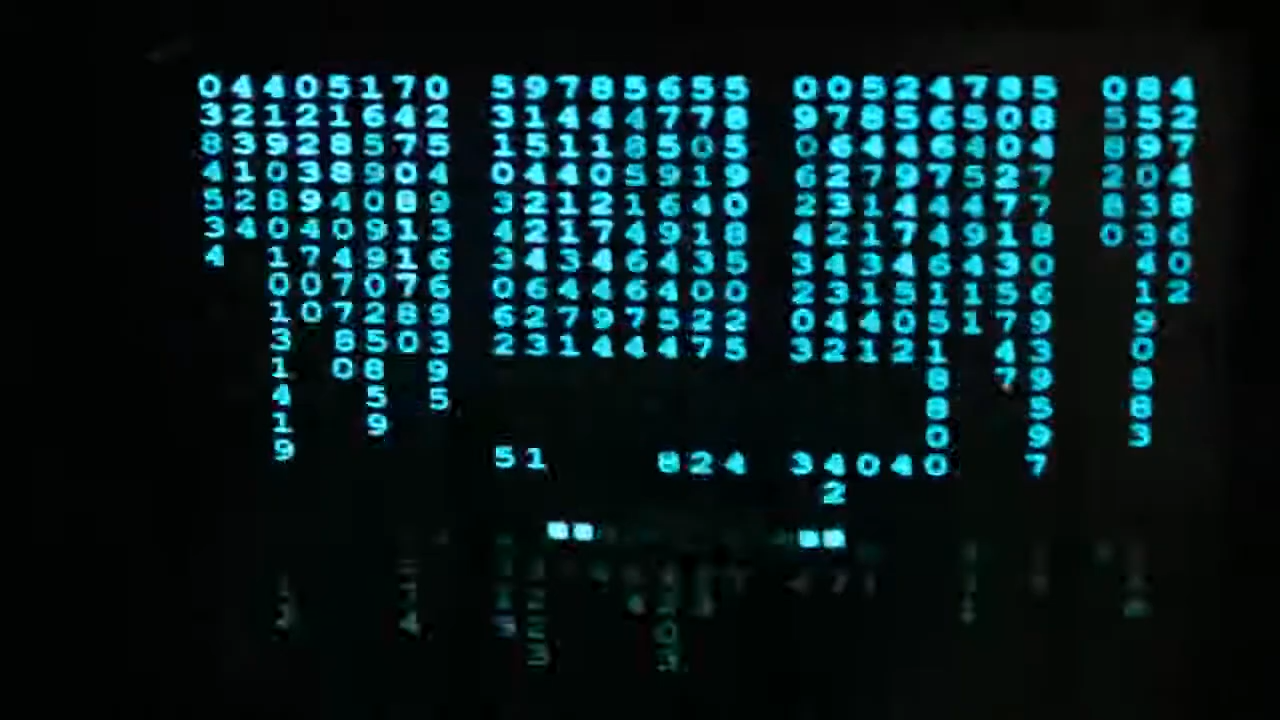 04405170 59785655 00524785 084
32121642 31444778 97856508 552
83928575 15118505 06446404 897
41038904 04405919 62797527 204
52894089 32121640 23144477 838
34040913 42174918 42174918 036
4 174916 34346435 34346430 40
007076 06446400 23151156 12
107289 62797522 04405179 9
3 8503 23144475 32121 43 0
1 08 9 8 79 8
4 5 5 8 5 8
1 9 0 9 3
9 51 824 34040 7
2